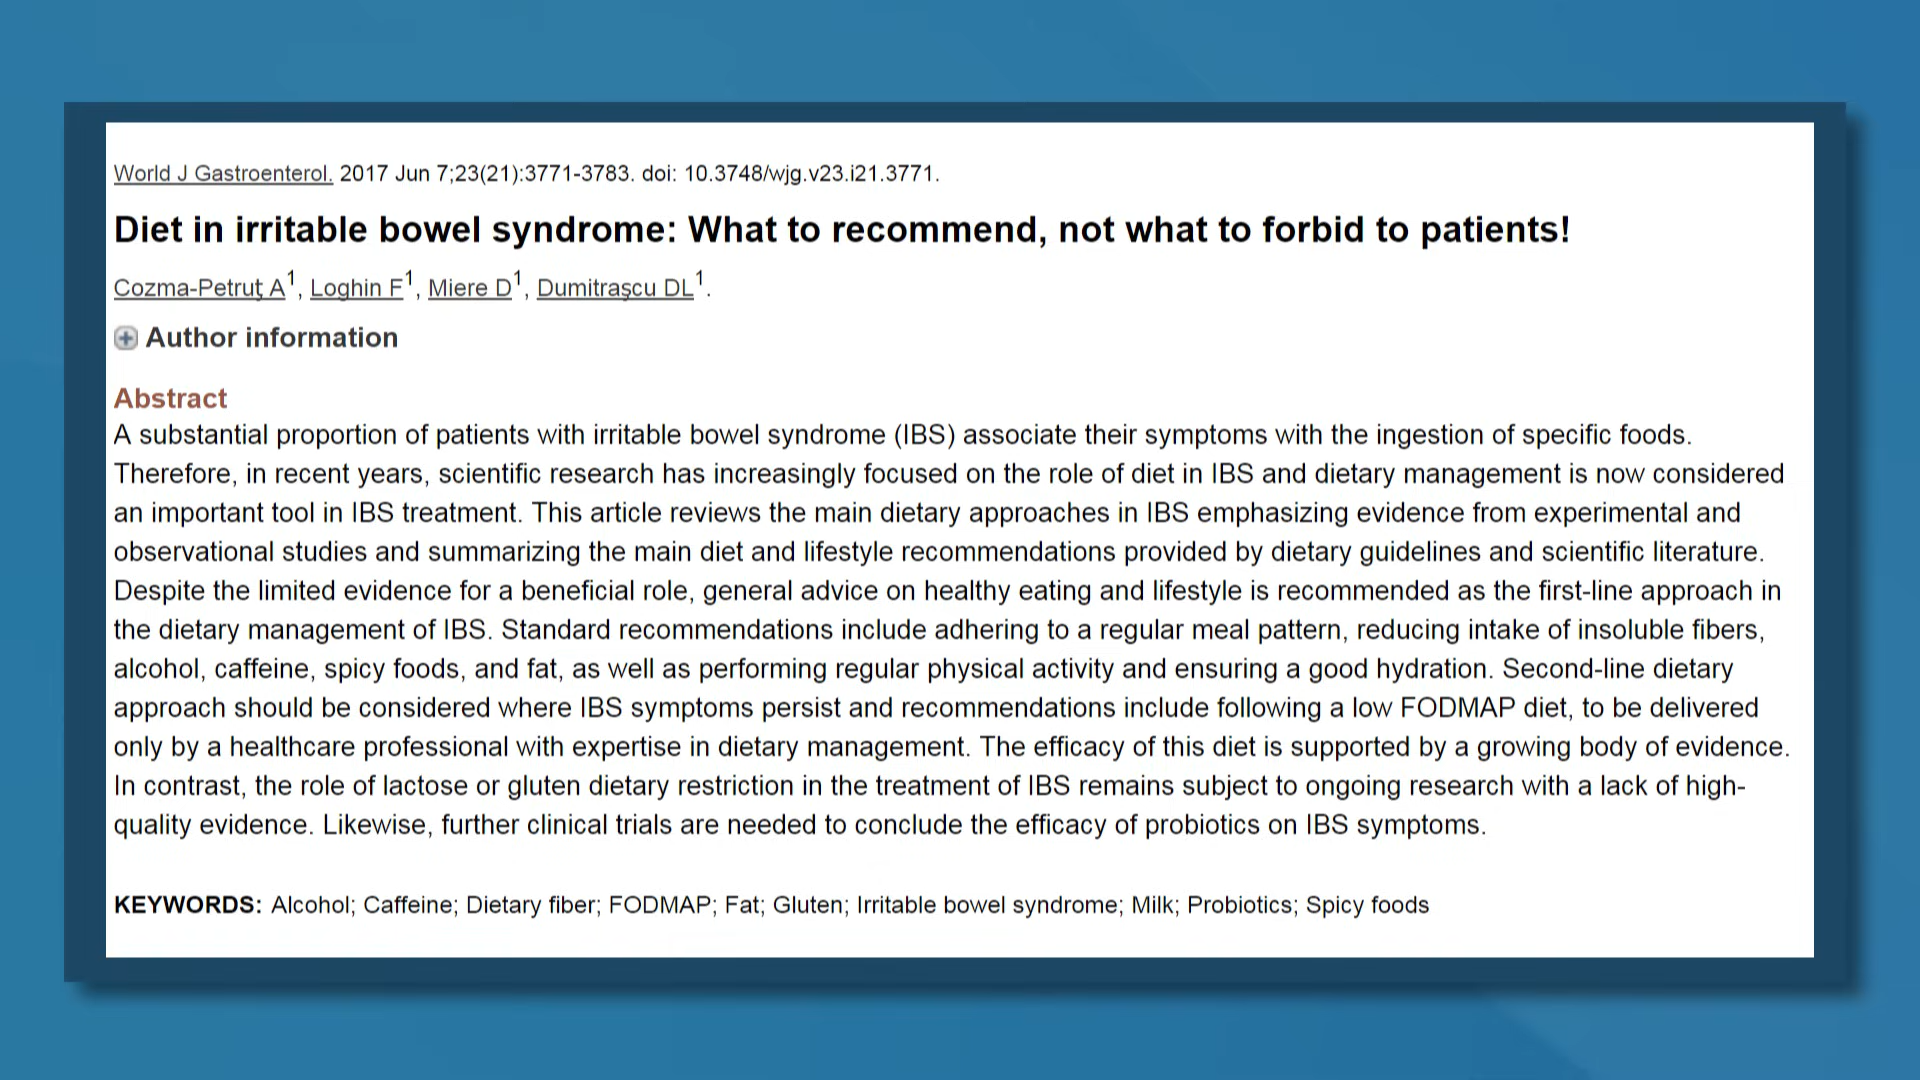 World J Gastroenterol. 2017 Jun 7;23(21):3771-3783. doi: 10.3748/wjg.v23.i21.3771.
Diet in irritable bowel syndrome: What to recommend, not what to forbid to patients!
Cozma-Petruţ A1, Loghin F1, Miere D1, Dumitraşcu DL1.
Author information
Abstract
A substantial proportion of patients with irritable bowel syndrome (IBS) associate their symptoms with the ingestion of specific foods.
Therefore, in recent years, scientific research has increasingly focused on the role of diet in IBS and dietary management is now considered
an important tool in IBS treatment. This article reviews the main dietary approaches in IBS emphasizing evidence from experimental and
observational studies and summarizing the main diet and lifestyle recommendations provided by dietary guidelines and scientific literature.
Despite the limited evidence for a beneficial role, general advice on healthy eating and lifestyle is recommended as the first-line approach in
the dietary management of IBS. Standard recommendations include adhering to a regular meal pattern, reducing intake of insoluble fibers,
alcohol, caffeine, spicy foods, and fat, as well as performing regular physical activity and ensuring a good hydration. Second-line dietary
approach should be considered where IBS symptoms persist and recommendations include following a low FODMAP diet, to be delivered
only by a healthcare professional with expertise in dietary management. The efficacy of this diet is supported by a growing body of evidence.
In contrast, the role of lactose or gluten dietary restriction in the treatment of IBS remains subject to ongoing research with a lack of high-
quality evidence. Likewise, further clinical trials are needed to conclude the efficacy of probiotics on IBS symptoms.
KEYWORDS: Alcohol; Caffeine; Dietary fiber; FODMAP; Fat; Gluten; Irritable bowel syndrome; Milk; Probiotics; Spicy foods